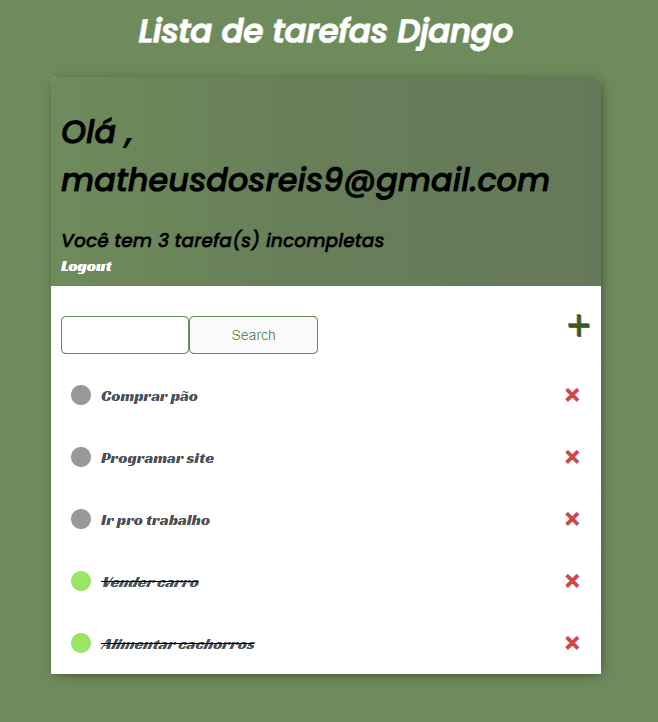 Lista de tarefas Django
Olá ,
matheusdosreis9@gmail.com
Você tem 3 tarefa(s) incompletas
Logout
Search
Comprar pão
Programar site
Ir pro trabalho
Vender carro
Alimentar cachorros